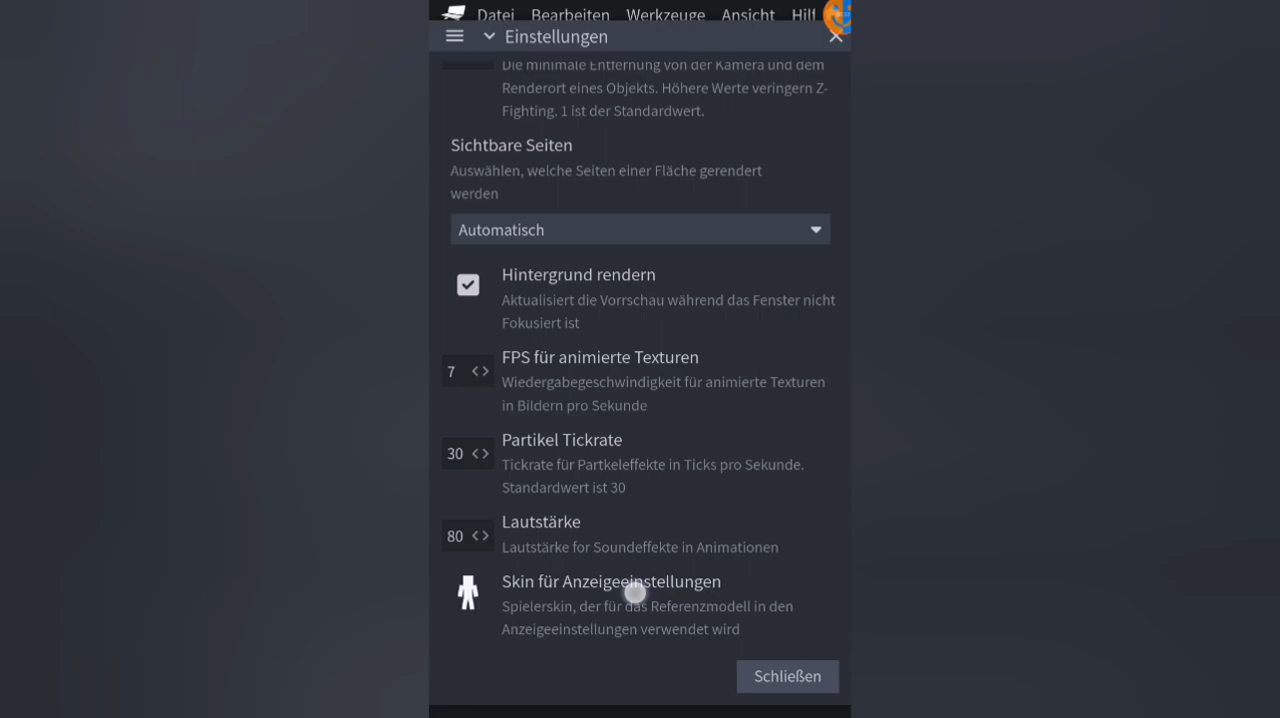 Datei Bearbeiten Werkzeuge Ansicht Hilf
Einstellungen
Die minimale Entfernung von der Kamera und dem
Renderort eines Objekts. Höhere Werte veringern Z-
Fighting. 1 ist der Standardwert.
Sichtbare Seiten
Auswählen, welche Seiten einer Fläche gerendert
werden
Automatisch
Hintergrund rendern
Aktualisiert die Vorrschau während das Fenster nicht
Fokusiert ist
FPS für animierte Texturen
7
Wiedergabegeschwindigkeit für animierte Texturen
in Bildern pro Sekunde
Partikel Tickrate
30
Tickrate für Partkeleffekte in Ticks pro Sekunde.
Standardwert ist 30
Lautstärke
80
Lautstärke for Soundeffekte in Animationen
Skin für Anzeigeeinstellungen
Spielerskin, der für das Referenzmodell in den
Anzeigeeinstellungen verwendet wird
Schließen